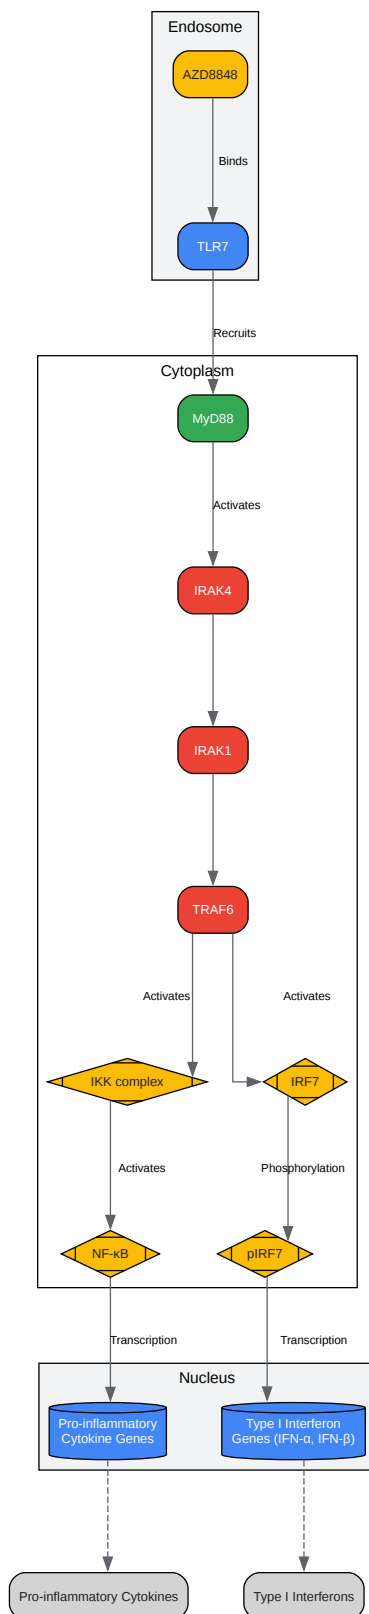 Endosome
AZD8848
Binds
TLR7
Recruits
Cytoplasm
MyD88
Activates
IRAK4
IRAK1
TRAF6
Activates
Activates
IKK complex
IRF7
Activates
Phosphorylation
NF-κB
pIRF7
Transcription
Transcription
Nucleus
Pro-inflammatory
Cytokine Genes
Type I Interferon
Genes (IFN-α, IFN-β)
Pro-inflammatory Cytokines
Type I Interferons